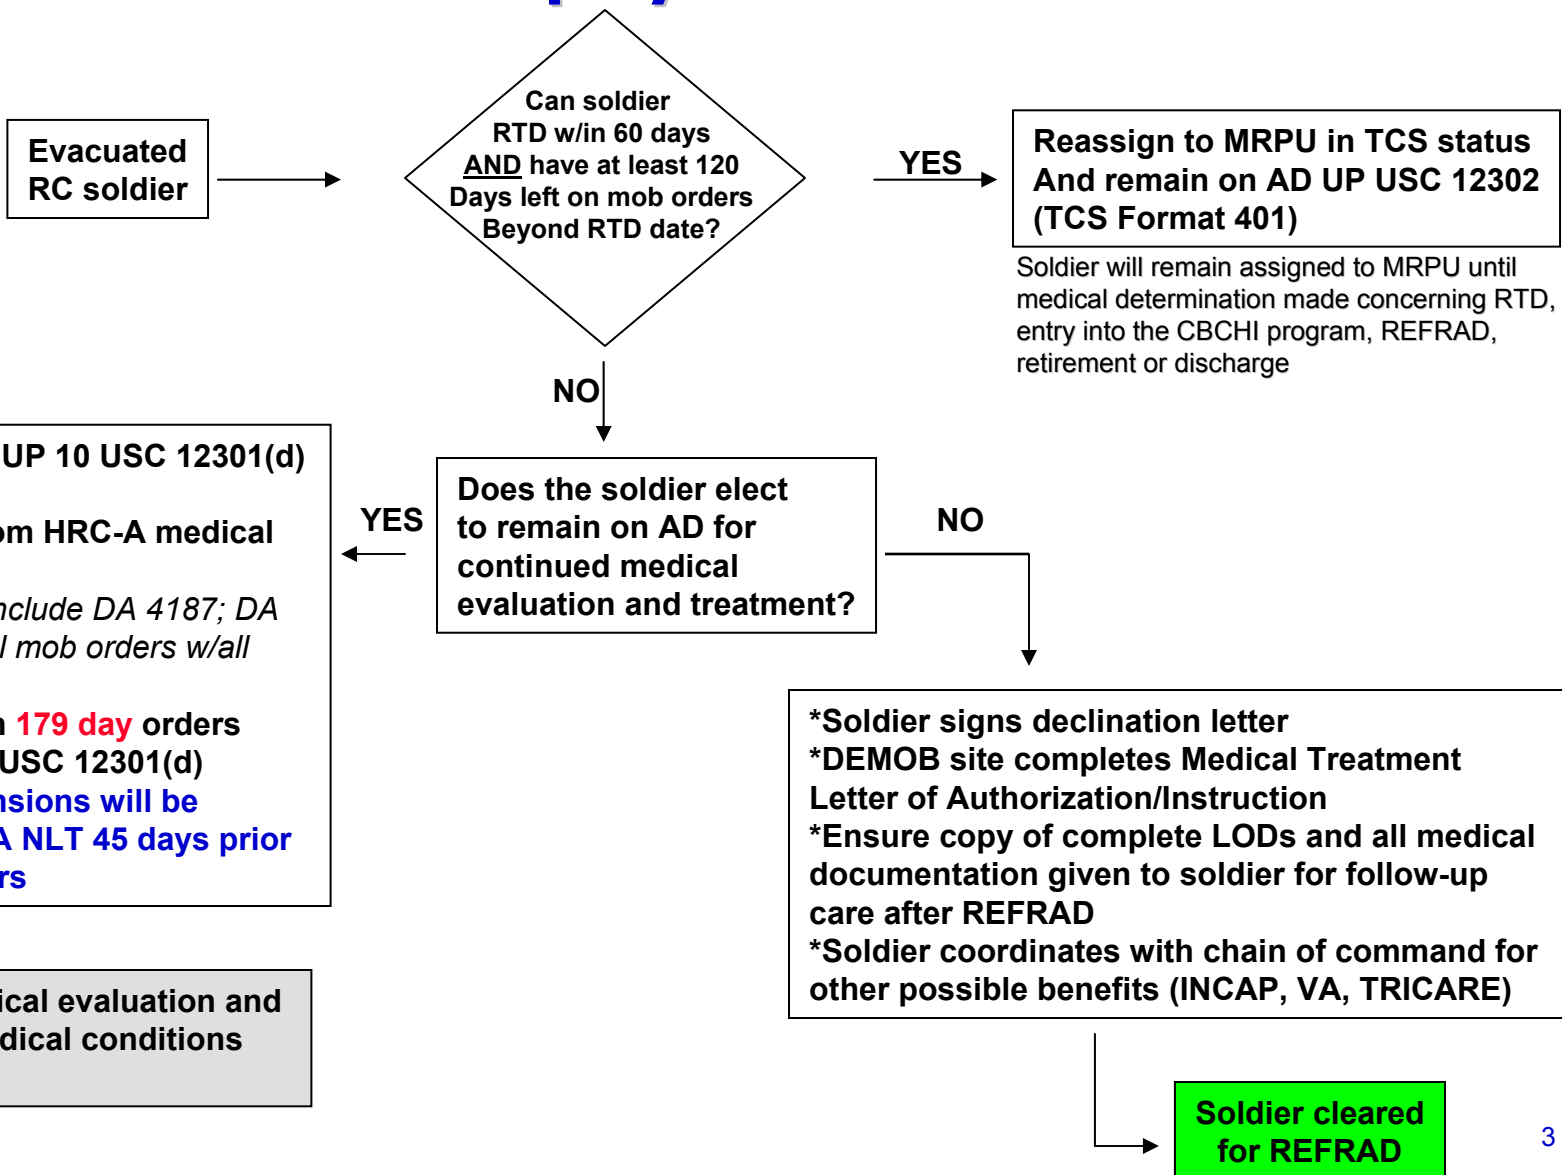 Evacuated
RC soldier
Can soldier
RTD w/in 60 days
AND have at least 120
Days left on mob orders
Beyond RTD date?
YES
Reassign to MRPU in TCS status
And remain on AD UP USC 12302
(TCS Format 401)
Soldier will remain assigned to MRPU until
medical determination made concerning RTD,
entry into the CBCHI program, REFRAD,
retirement or discharge
NO
Does the soldier elect
to remain on AD for
continued medical
evaluation and treatment?
YES
UP 10 USC 12301(d)
om HRC-A medical
nclude DA 4187; DA
l mob orders w/all
179 day orders
USC 12301(d)
nsions will be
A NLT 45 days prior
rs
ical evaluation and
dical conditions
NO
*Soldier signs declination letter
*DEMOB site completes Medical Treatment
Letter of Authorization/Instruction
*Ensure copy of complete LODs and all medical
documentation given to soldier for follow-up
care after REFRAD
*Soldier coordinates with chain of command for
other possible benefits (INCAP, VA, TRICARE)
Soldier cleared
for REFRAD
3